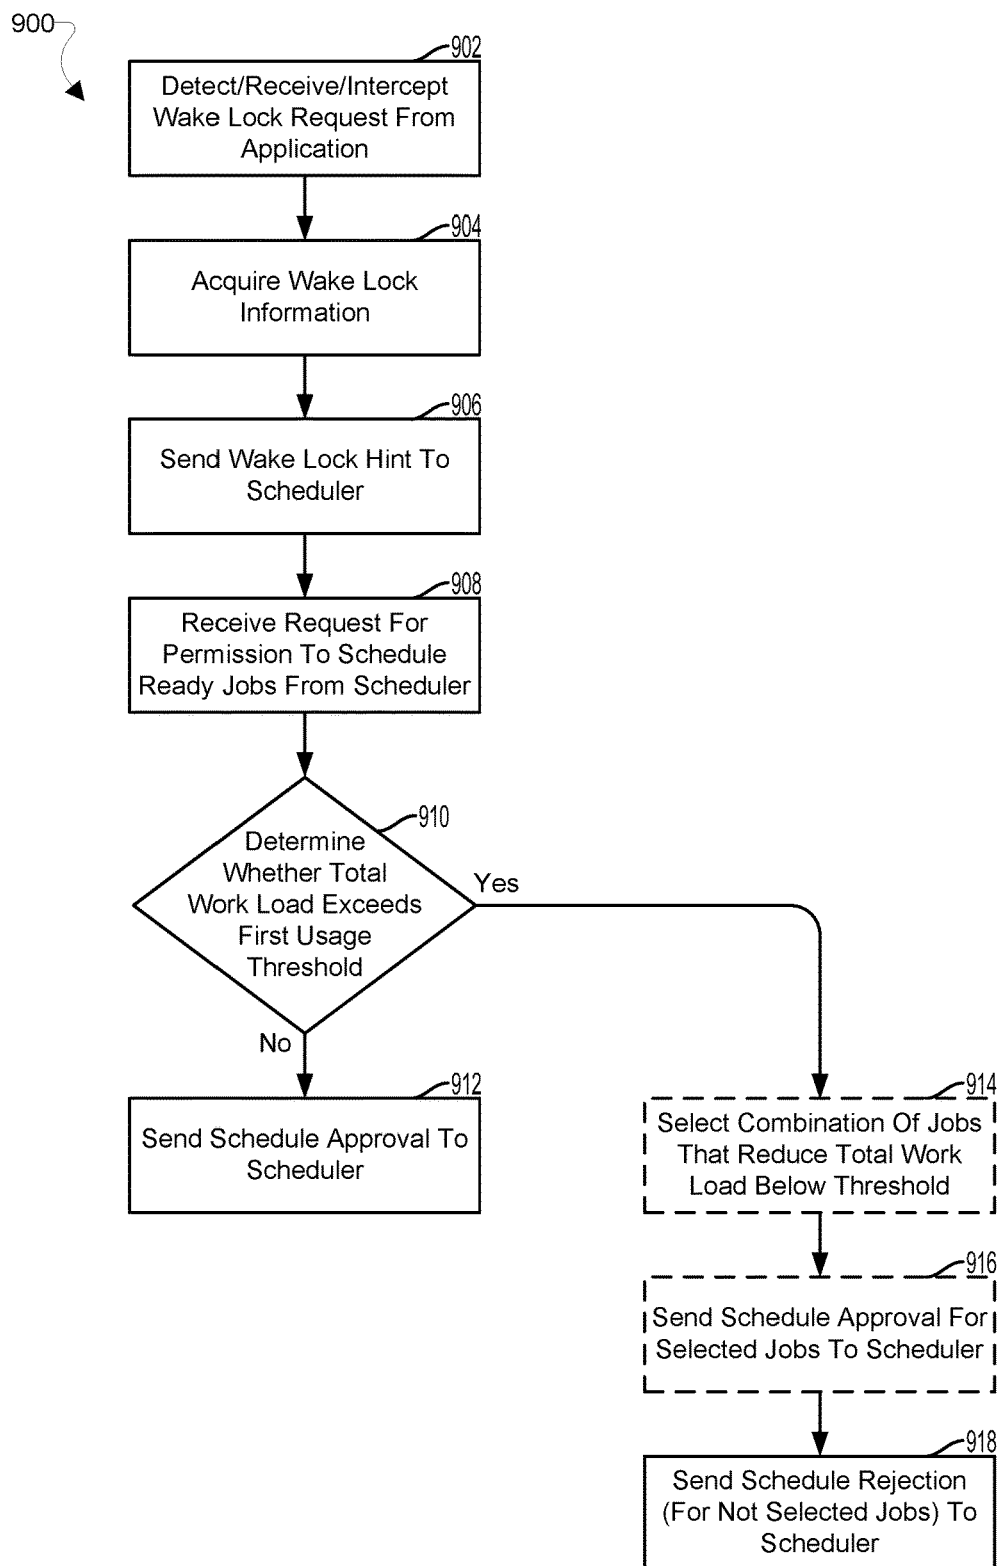 900
902
Detect/Receive/Intercept
Wake Lock Request From
Application
904
Acquire Wake Lock
Information
906
Send Wake Lock Hint To
Scheduler
908
Receive Request For
Permission To Schedule
Ready Jobs From Scheduler
910
Determine
Whether Total
Work Load Exceeds
First Usage
Threshold
Yes
No
912
Send Schedule Approval To
Scheduler
914
Select Combination Of Jobs
That Reduce Total Work
Load Below Threshold
916
Send Schedule Approval For
Selected Jobs To Scheduler
918
Send Schedule Rejection
(For Not Selected Jobs) To
Scheduler